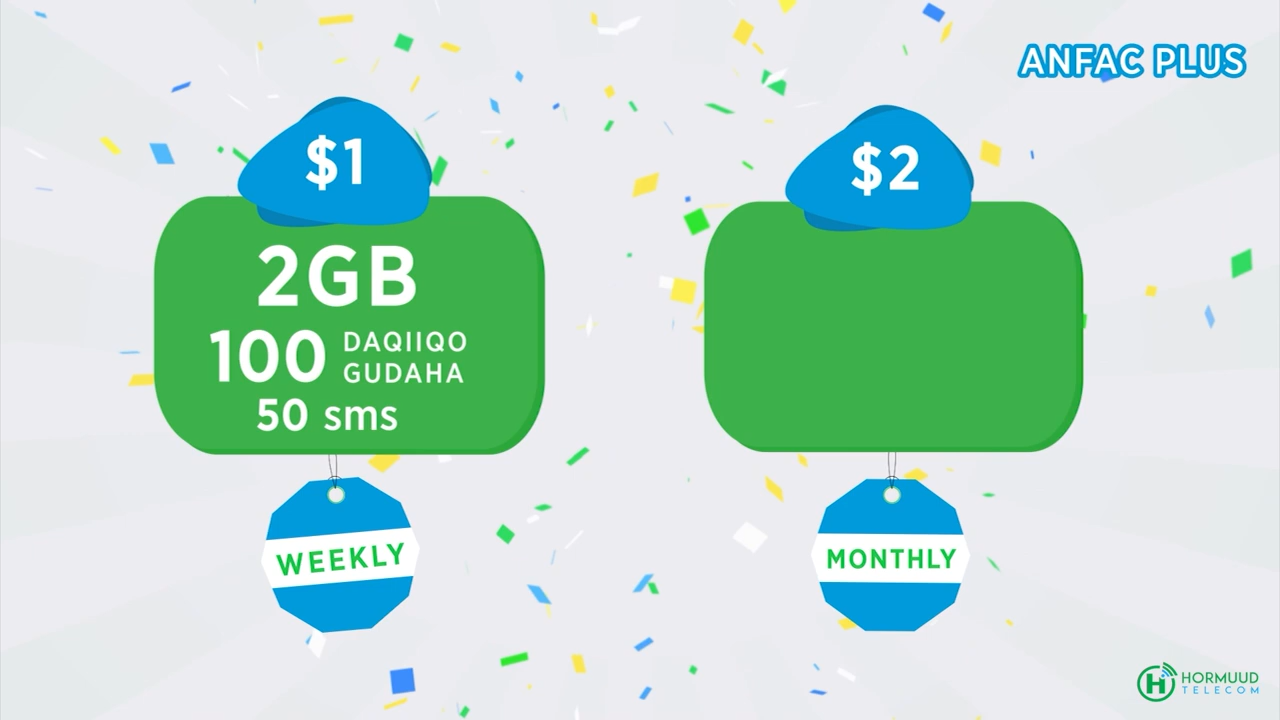 ANFAC PLUS
$1
2GB
100 DAQIIQO
GUDAHA
50 sms
WEEKLY
$2
MONTHLY
HORMUUD
TELECOM